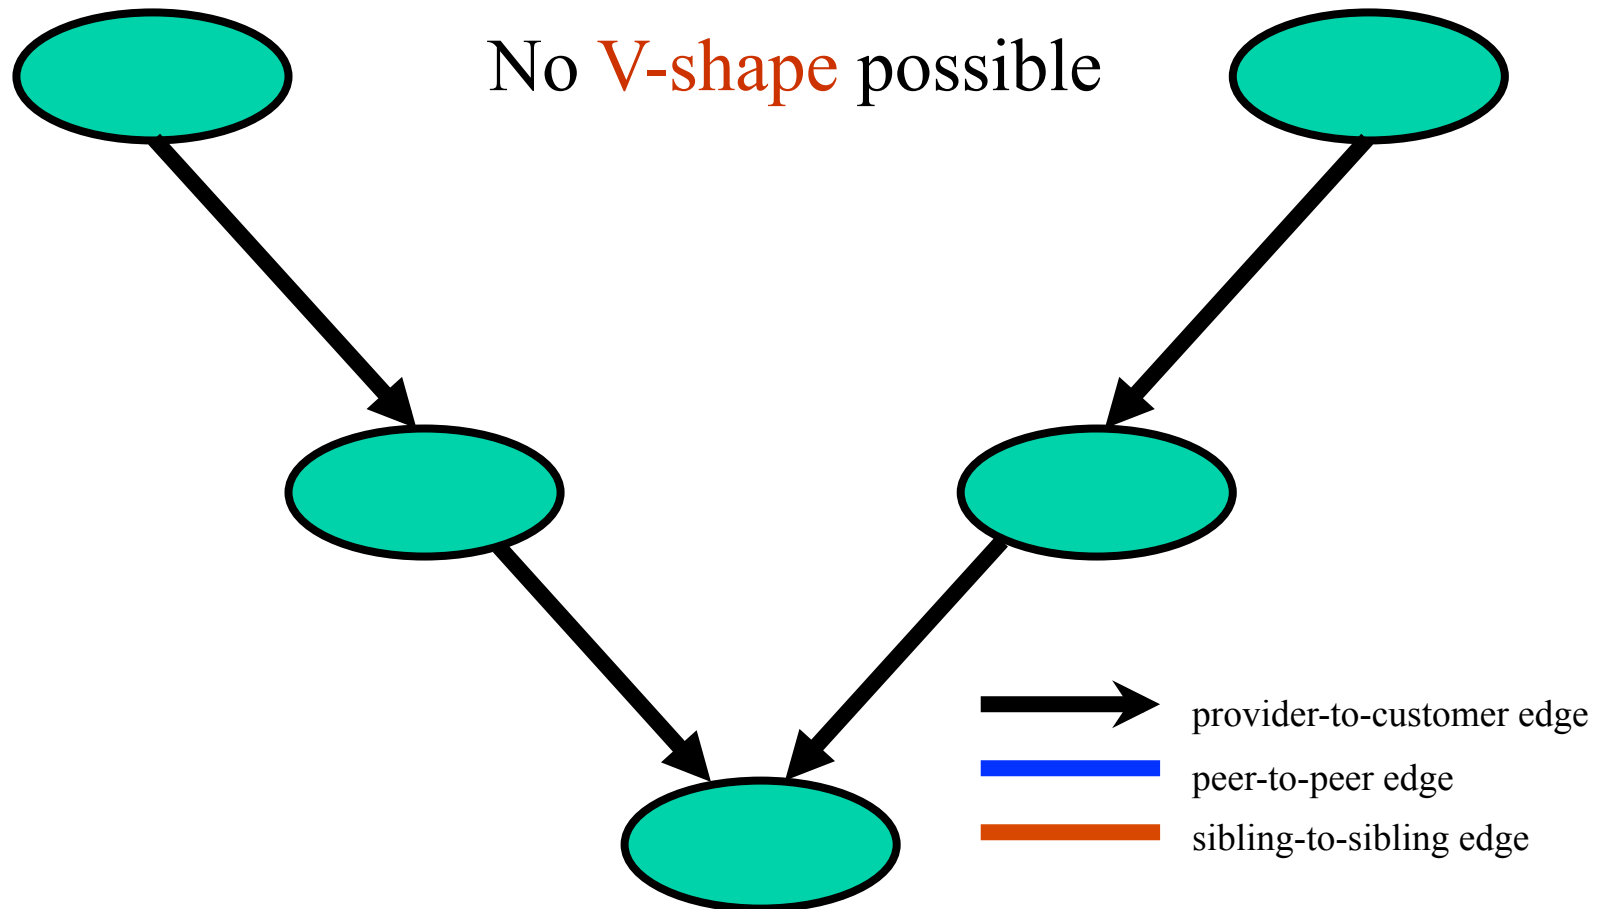 No V-shape possible
provider-to-customer edge
peer-to-peer edge
sibling-to-sibling edge